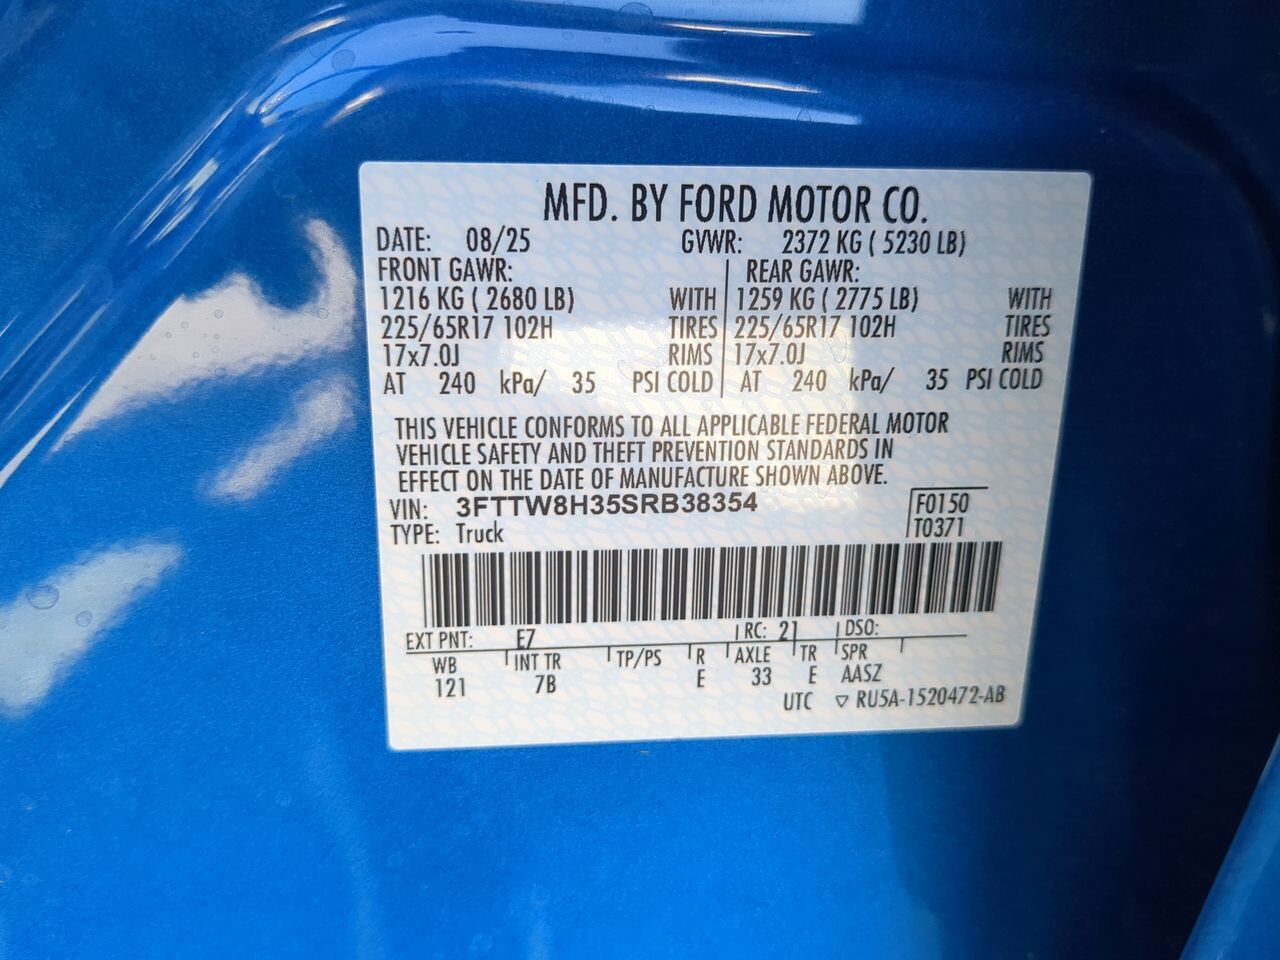 MFD. BY FORD MOTOR CO.
DATE: 08/25 GVWR: 2372 KG ( 5230 LB)
FRONT GAWR: REAR GAWR:
1216 KG ( 2680 LB) WITH 1259 KG ( 2775 LB) WITH
225/65R17 102H TIRES 225/65R17 102H TIRES
17x7.0J RIMS 17x7.0J RIMS
AT 240 kPa/ 35 PSI COLD AT 240 kPa/ 35 PSI COLD
THIS VEHICLE CONFORMS TO ALL APPLICABLE FEDERAL MOTOR
VEHICLE SAFETY AND THEFT PREVENTION STANDARDS IN
EFFECT ON THE DATE OF MANUFACTURE SHOWN ABOVE.
VIN: 3FTTW8H35SRB38354 F0150
TYPE: Truck T0371
EXT PNT: E7 RC: 21 DSO:
WB INT TR TP/PS R AXLE TR SPR
121 7B E 33 E AASZ
UTC ▽ RU5A-1520472-AB